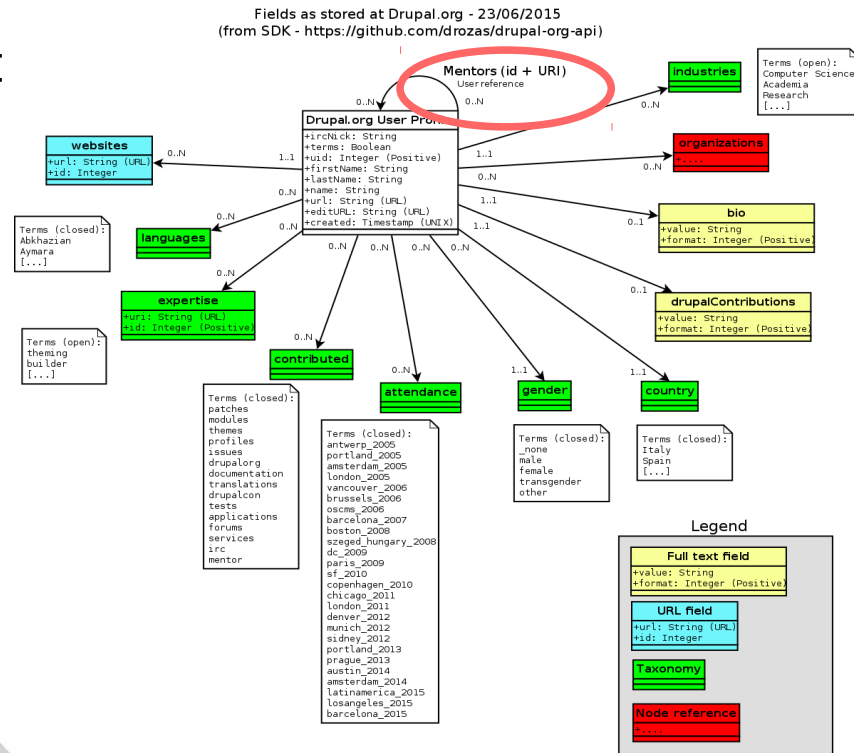 Fields as stored at Drupal.org - 23/06/2015
(from SDK - https://github.com/drozas/drupal-org-api)
Mentors (id + URI)
User reference
0..N
0..N
Drupal.org User Pro
+ircNick: String
+terms: Boolean
+uid: Integer (Positive)
+firstName: String
+lastName: String
+name: String
+url: String (URL)
+editURL: String (URL)
+created: Timestamp (UNIX)
industries
0..N
1..1
Terms (open):
Computer Science
Academia
Research
[...]
organizations
+....
0..N
0..N
bio
+value: String
+format: Integer (Positive)
0..1
1..1
drupalContributions
+value: String
+format: Integer (Positive)
0..1
1..1
websites
+url: String (URL)
+id: Integer
0..N
1..1
languages
0..N
0..N
Terms (closed):
Abkhazian
Aymara
[...]
expertise
+uri: String (URL)
+id: Integer (Positive)
0..N
0..N
Terms (open):
theming
builder
[...]
0..N
0..N
0..N
contributed
0..N
Terms (closed):
patches
modules
themes
profiles
issues
drupalorg
documentation
translations
drupalcon
tests
applications
forums
services
irc
mentor
attendance
0..N
Terms (closed):
antwerp_2005
portland_2005
amsterdam_2005
london_2005
vancouver_2006
brussels_2006
oscms_2006
barcelona_2007
boston_2008
szeged_hungary_2008
dc_2009
paris_2009
sf_2010
copenhagen_2010
chicago_2011
london_2011
denver_2012
munich_2012
sidney_2012
portland_2013
prague_2013
austin_2014
amsterdam_2014
latinamerica_2015
losangeles_2015
barcelona_2015
gender
1..1
Terms (closed):
_none
male
female
transgender
other
country
1..1
Terms (closed):
Italy
Spain
[...]
Legend
Full text field
+value: String
+format: Integer (Positive)
URL field
+url: String (URL)
+id: Integer
Taxonomy
Node reference
+....